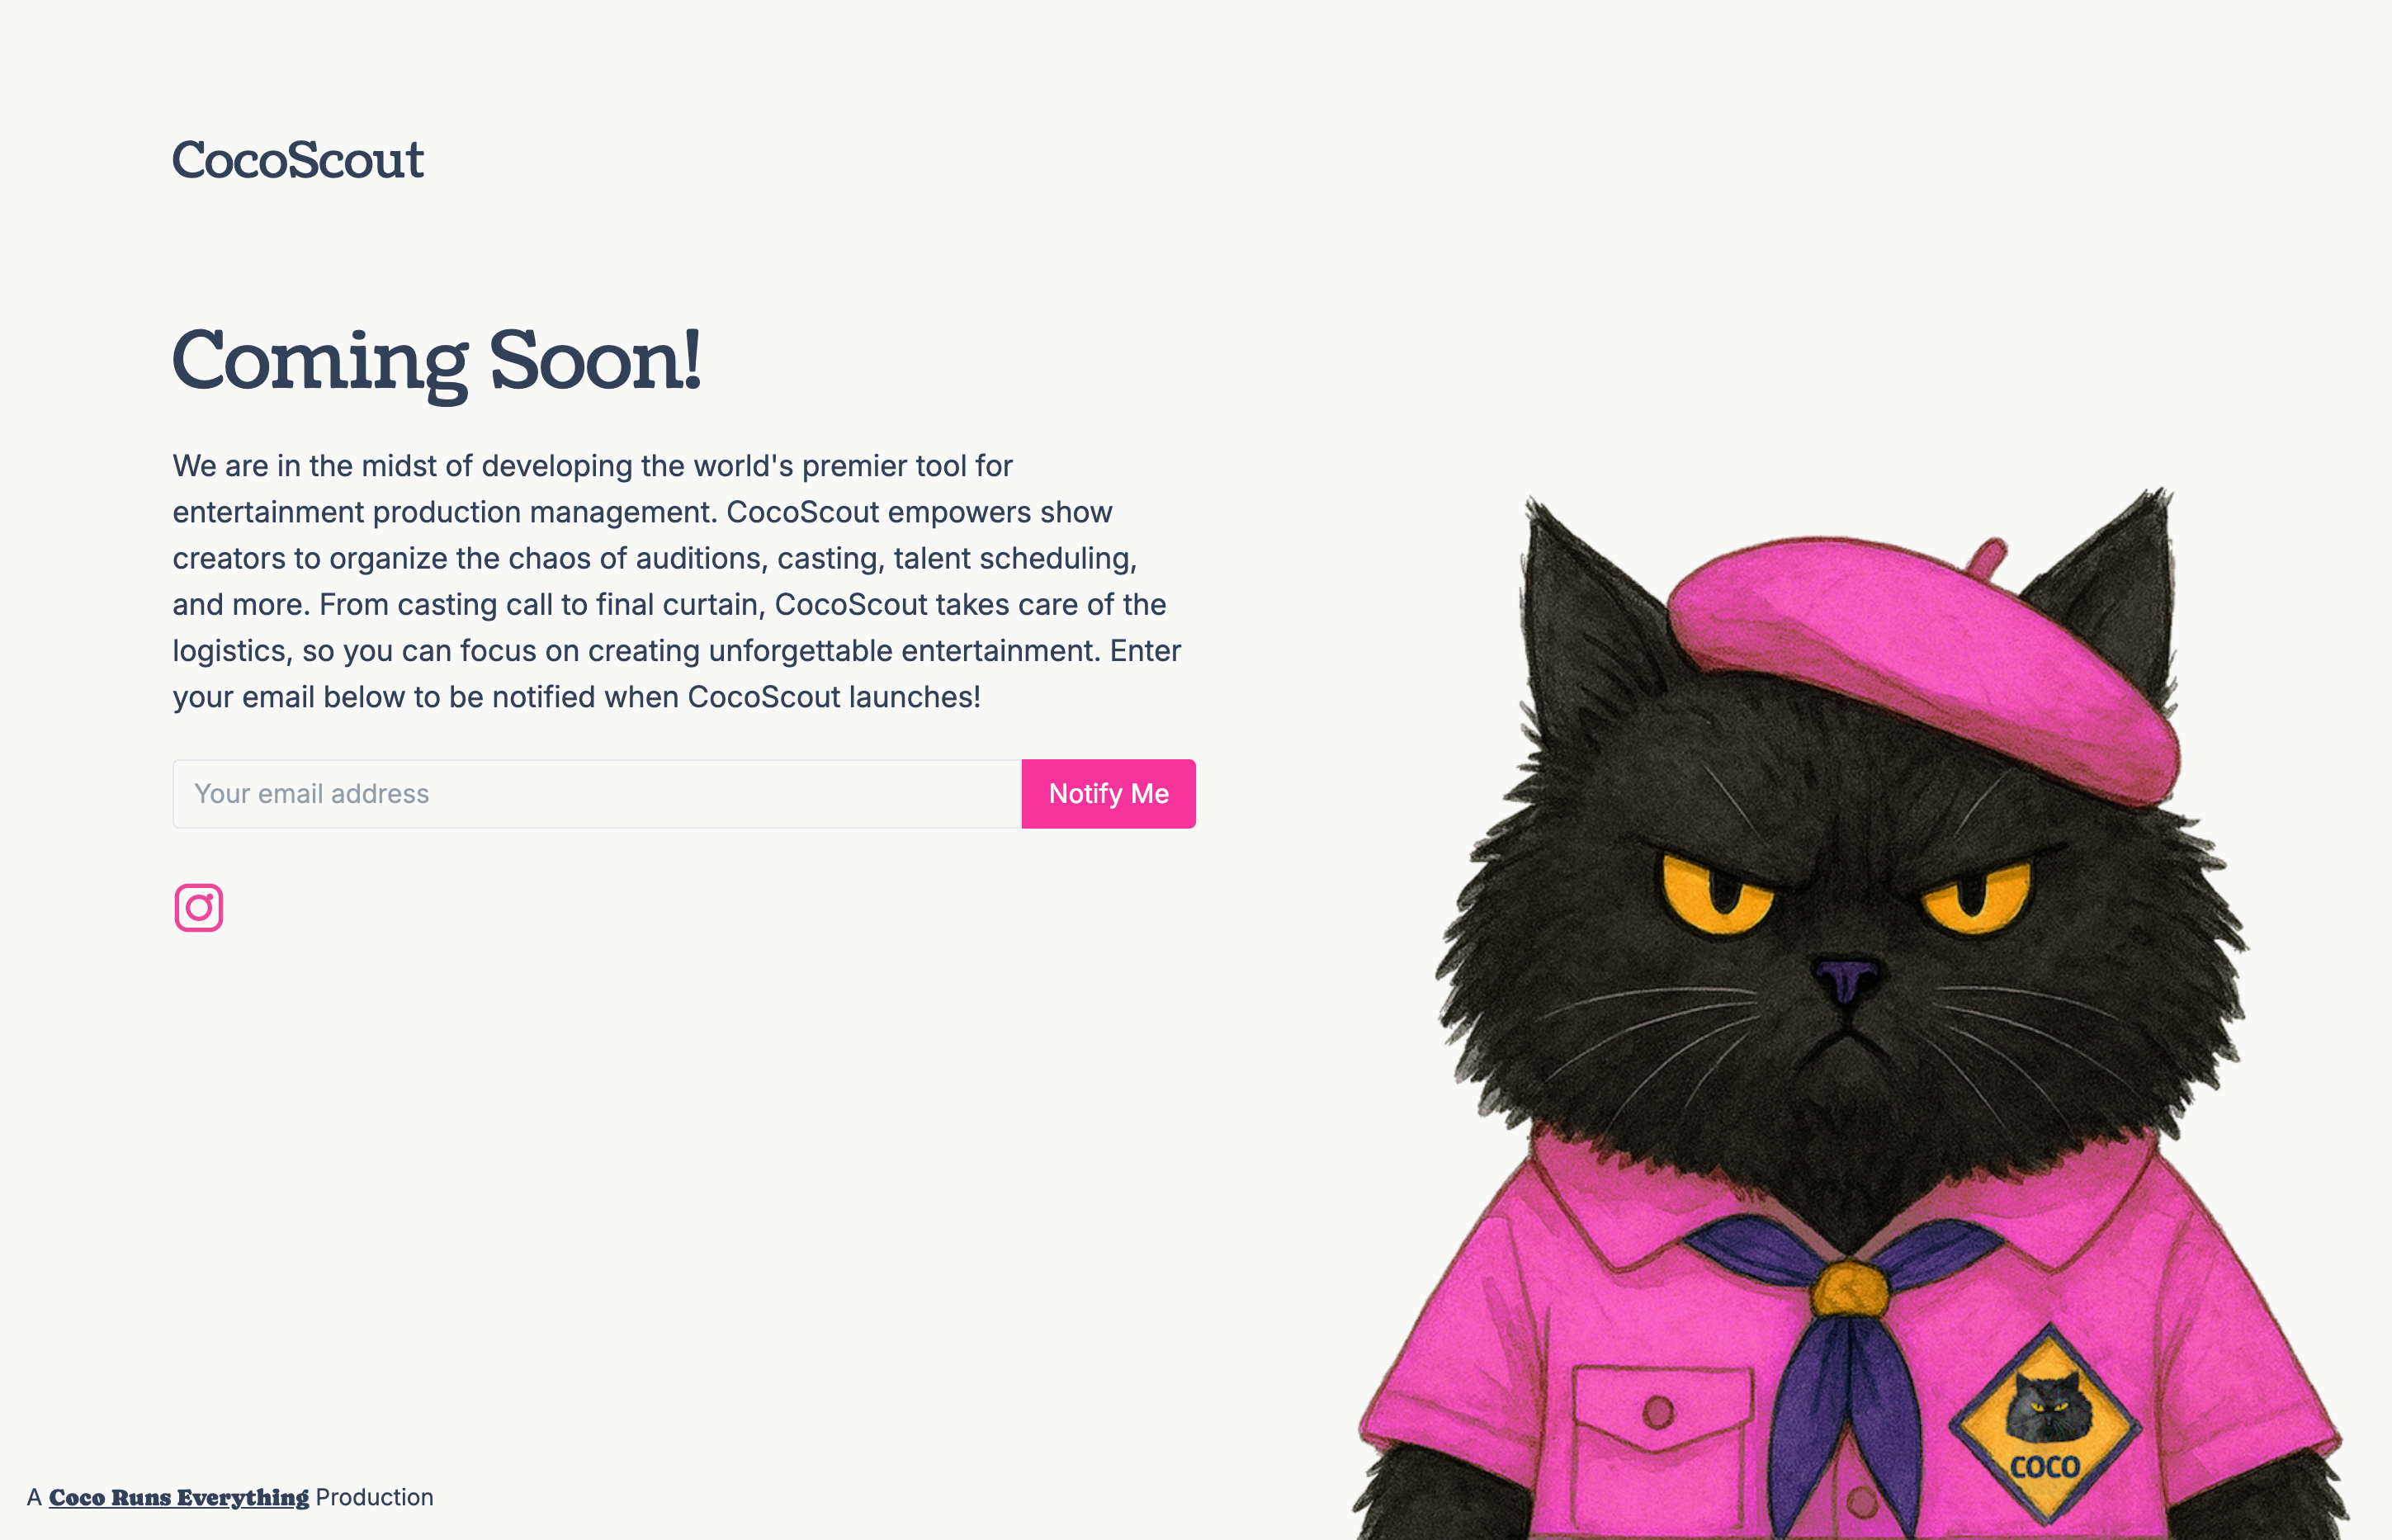 CocoScout
Coming Soon!
We are in the midst of developing the world's premier tool for
entertainment production management. CocoScout empowers show
creators to organize the chaos of auditions, casting, talent scheduling,
and more. From casting call to final curtain, CocoScout takes care of the
logistics, so you can focus on creating unforgettable entertainment. Enter
your email below to be notified when CocoScout launches!
Your email address
Notify Me
COCO
A Coco Runs Everything Production